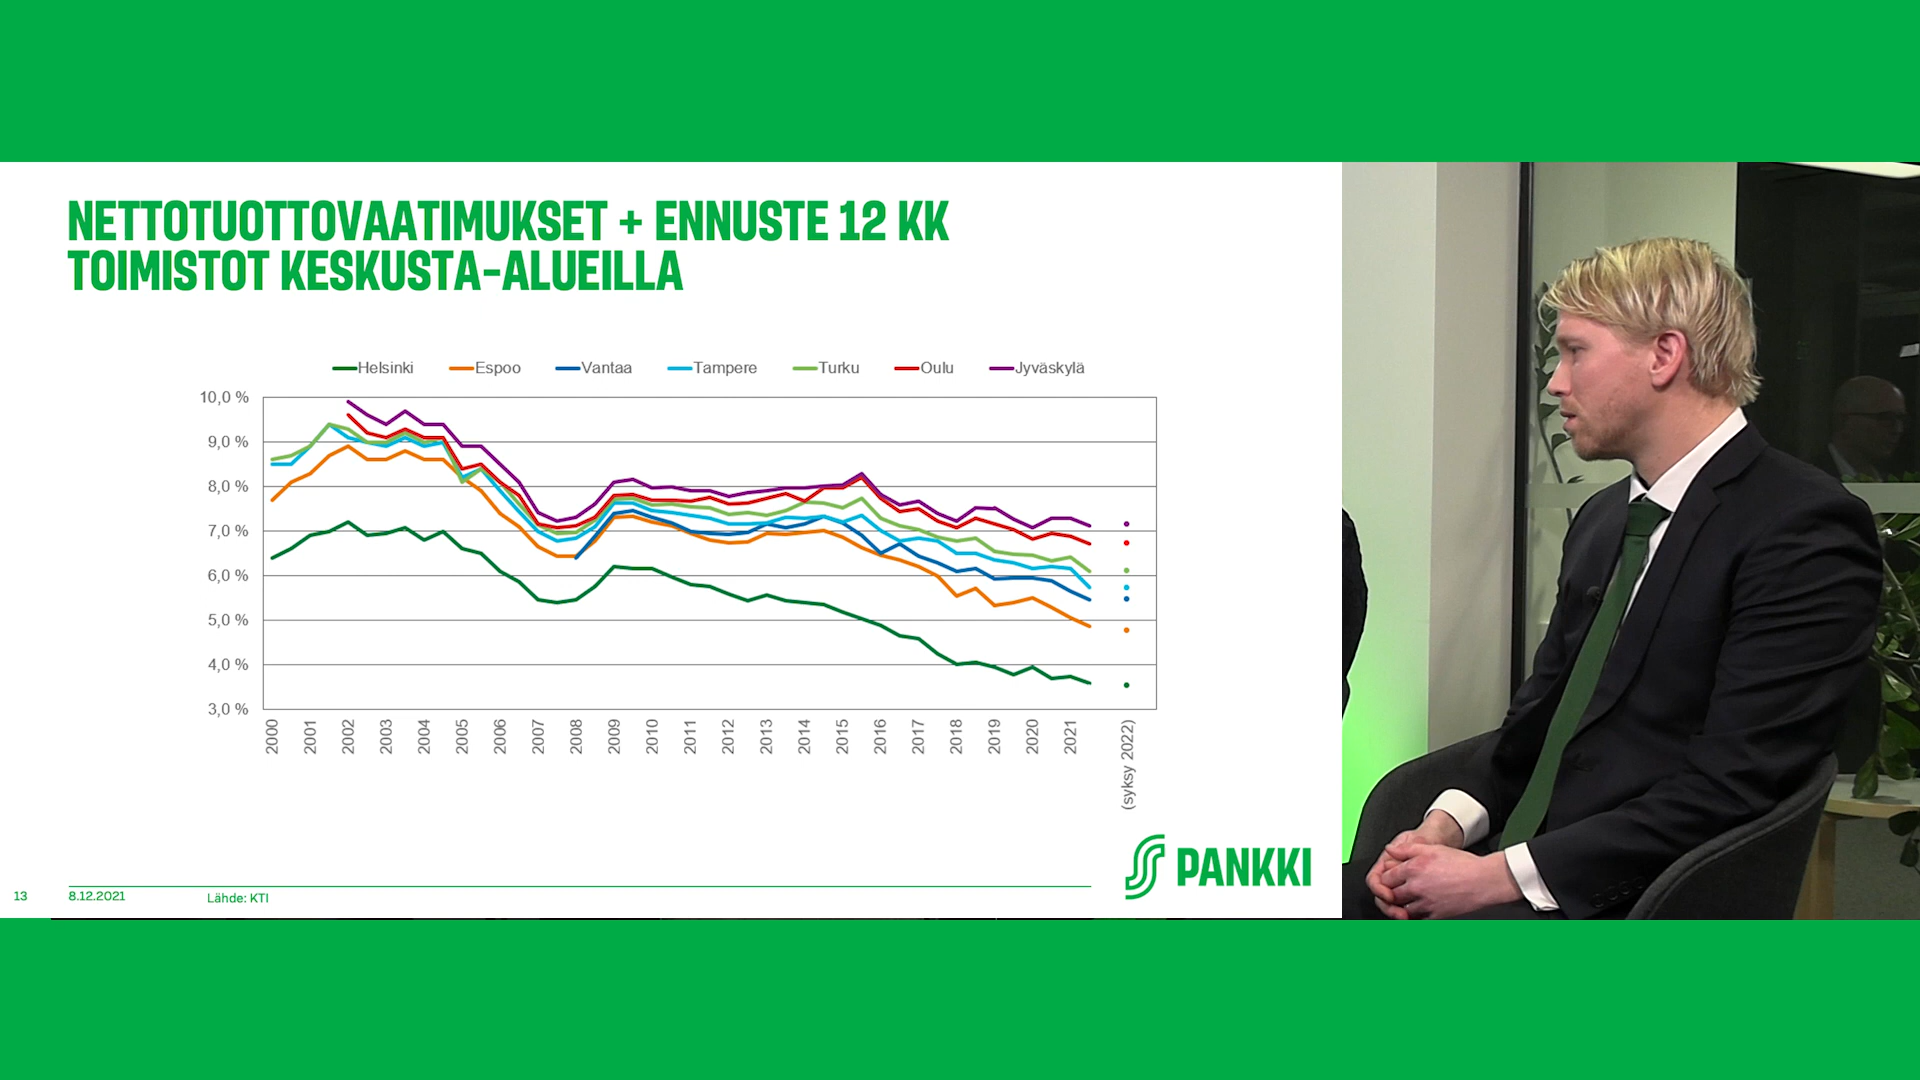 NETTOTUOTTOVAATIMUKSET + ENNUSTE 12 KK
TOIMISTOT KESKUSTA-ALUEILLA
Helsinki Espoo Vantaa Tampere Turku Oulu Jyväskylä
10,0 %
9,0 %
8,0 %
7,0 %
6,0 %
5,0 %
4,0 %
3,0 %
2000 2001 2002 2003 2004 2005 2006 2007 2008 2009 2010 2011 2012 2013 2014 2015 2016 2017 2018 2019 2020 2021 (syksy 2022)
S PANKKI
13 8.12.2021 Lähde: KTI